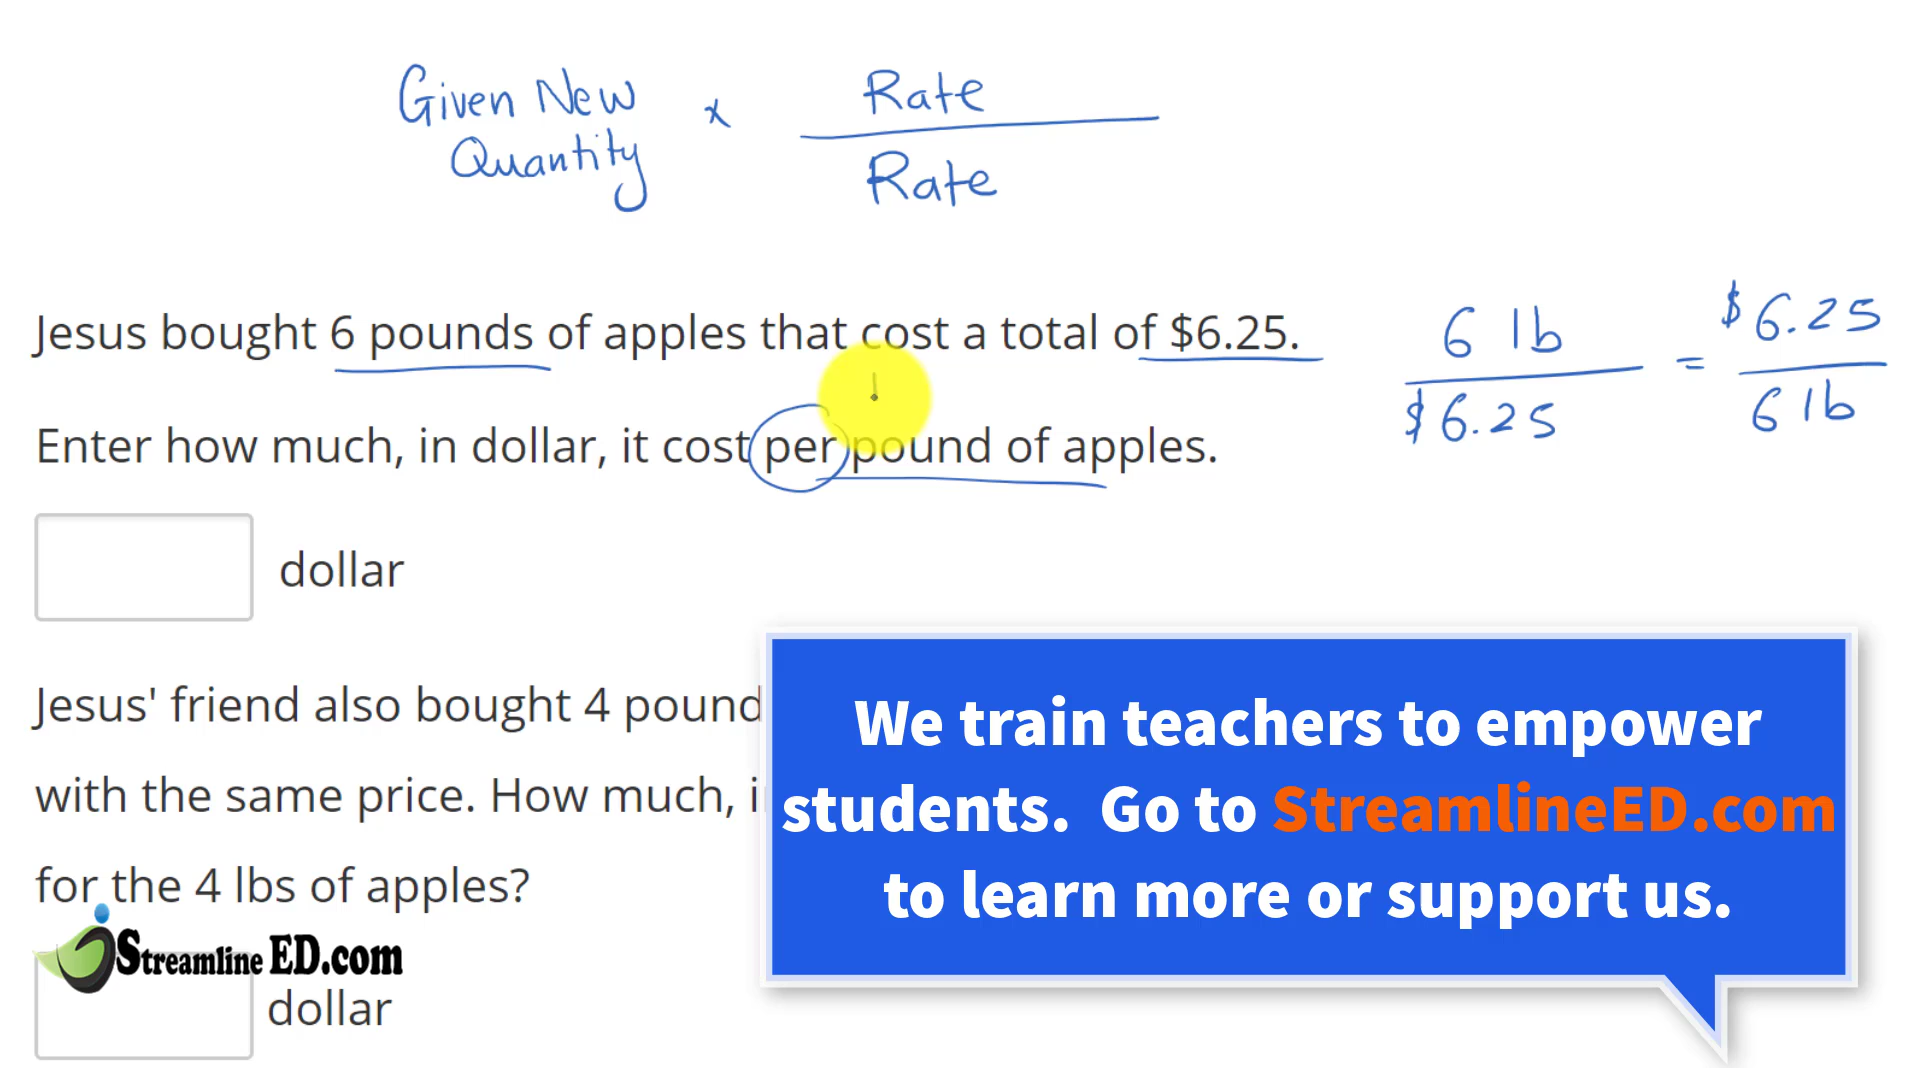 Given New
Quantity
x
Rate
Rate
Jesus bought 6 pounds of apples that cost a total of $6.25.
6 lb
$6.25
=
$6.25
6 lb
Enter how much, in dollar, it cost per pound of apples.
dollar
Jesus' friend also bought 4 pound
with the same price. How much, i
for the 4 lbs of apples?
We train teachers to empower
students. Go to StreamlineED.com
to learn more or support us.
Streamline ED.com
dollar